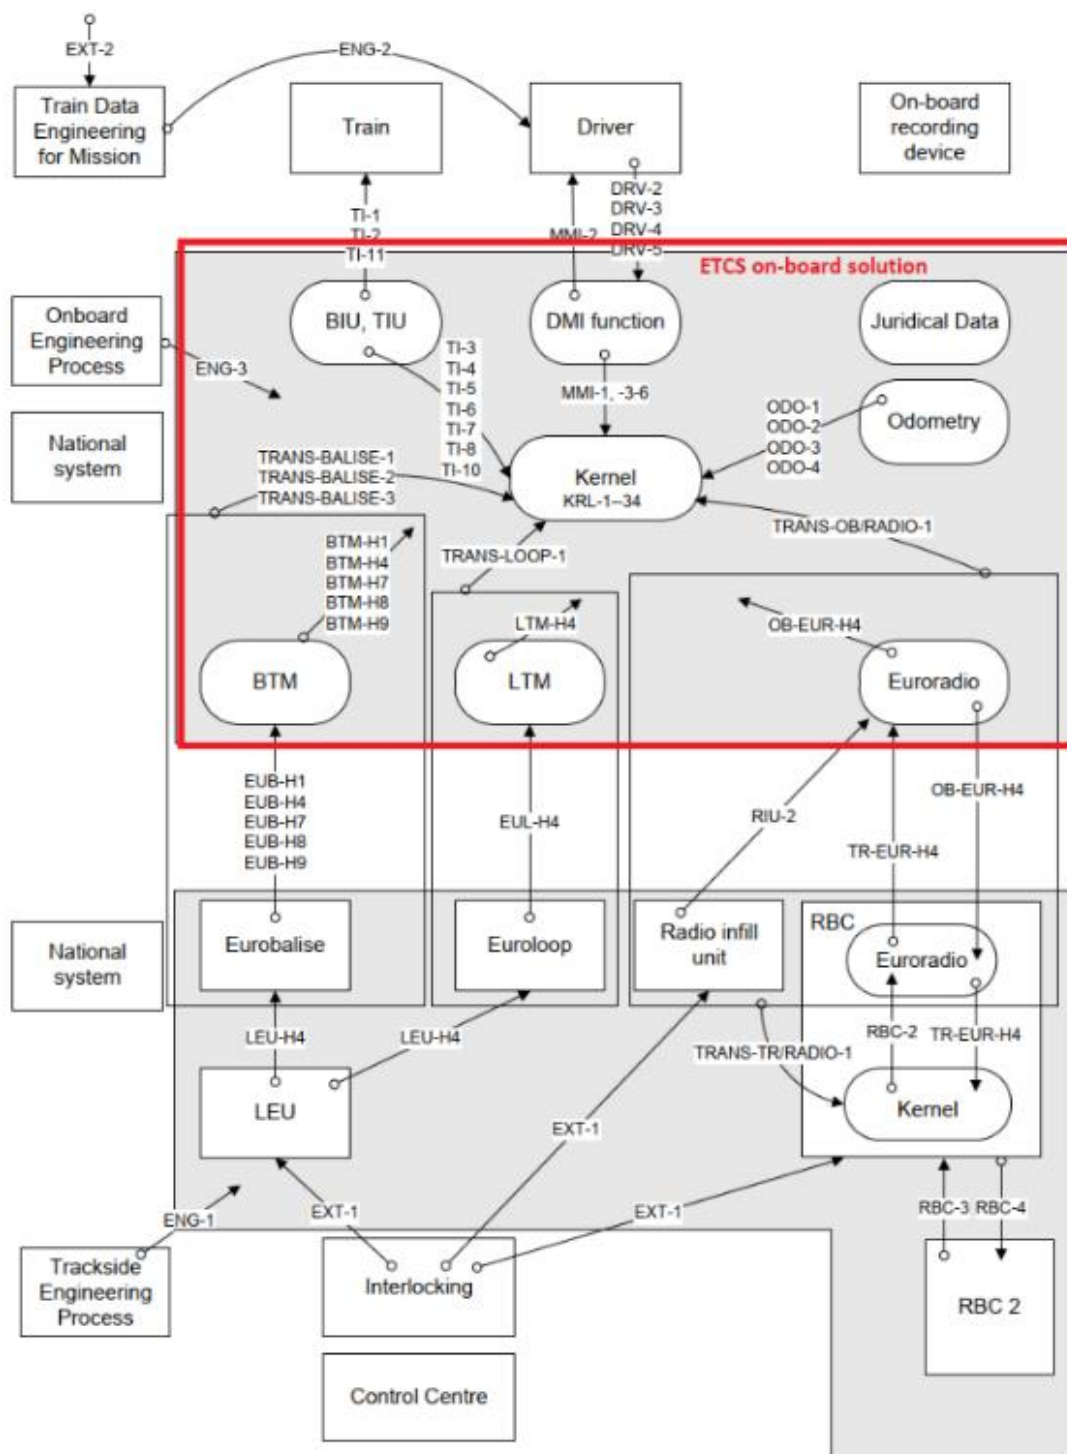 EXT-2
ENG-2
Train Data
Engineering
for Mission
Train
Driver
On-board
recording
device
TI-1
TI-2
TI-11
MMI-2
DRV-2
DRV-3
DRV-4
DRV-5
ETCS on-board solution
Onboard
Engineering
Process
ENG-3
BIU, TIU
DMI function
Juridical Data
TI-3
TI-4
TI-5
TI-6
TI-7
TI-8
TI-10
MMI-1, -3-6
ODO-1
ODO-2
ODO-3
ODO-4
Odometry
National
system
TRANS-BALISE-1
TRANS-BALISE-2
TRANS-BALISE-3
Kernel
KRL-1--34
TRANS-OB/RADIO-1
BTM-H1
BTM-H4
BTM-H7
BTM-H8
BTM-H9
TRANS-LOOP-1
LTM-H4
OB-EUR-H4
BTM
LTM
Euroradio
EUB-H1
EUB-H4
EUB-H7
EUB-H8
EUB-H9
EUL-H4
RIU-2
OB-EUR-H4
TR-EUR-H4
National
system
Eurobalise
Euroloop
Radio infill
unit
RBC
Euroradio
LEU-H4
LEU-H4
TRANS-TR/RADIO-1
RBC-2
TR-EUR-H4
LEU
Kernel
EXT-1
ENG-1
EXT-1
EXT-1
RBC-3
RBC-4
Trackside
Engineering
Process
Interlocking
RBC 2
Control Centre